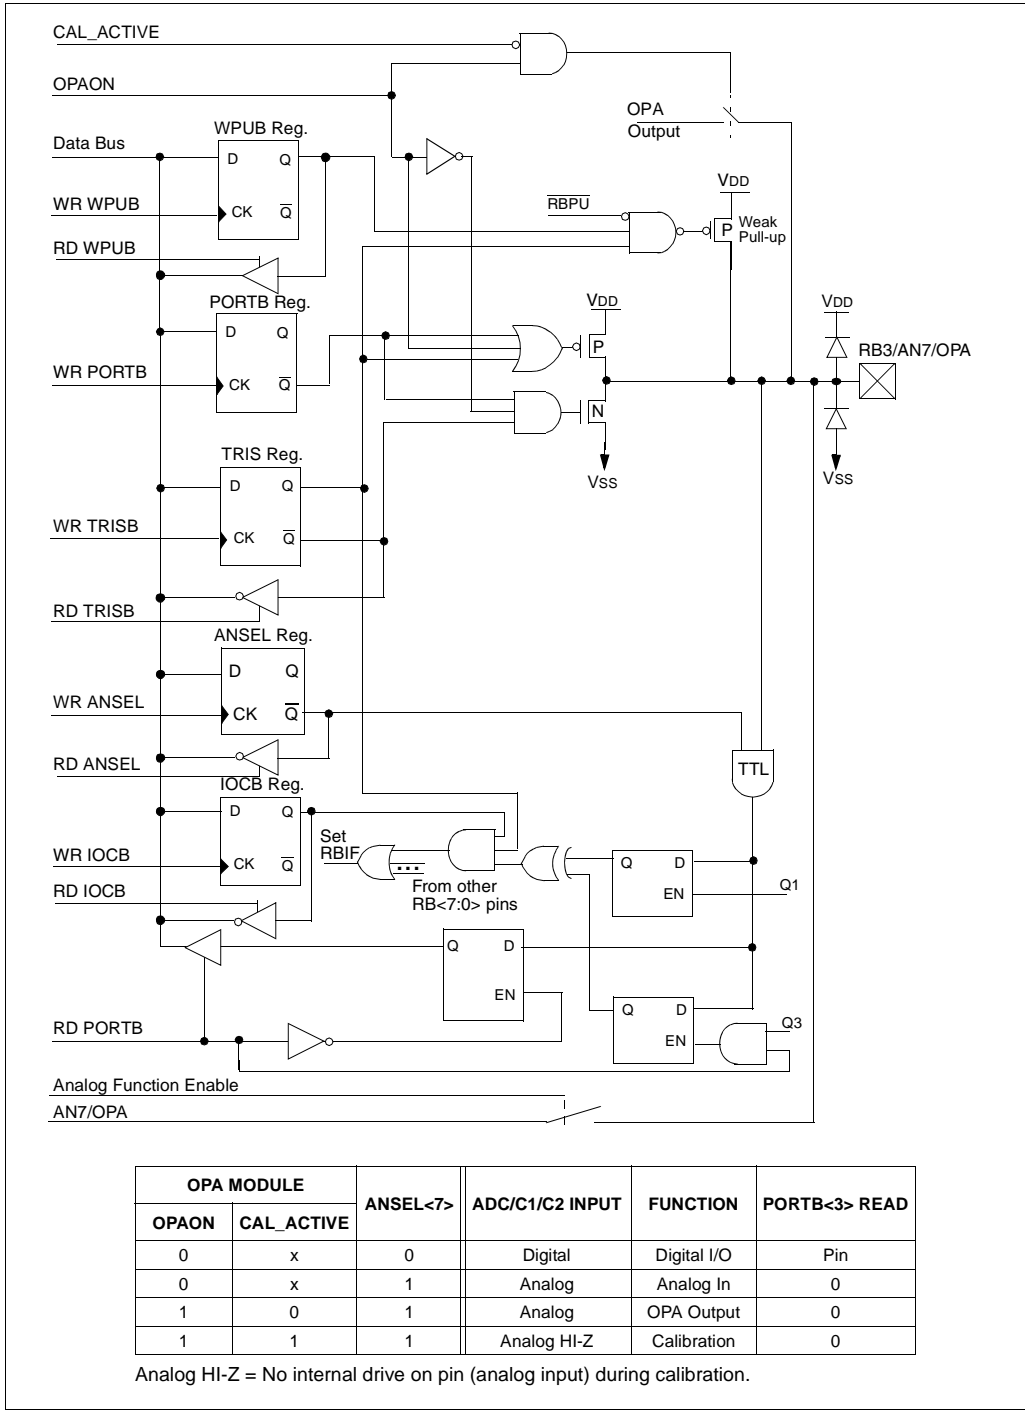 CAL_ACTIVE
OPAON
OPA
Output
WPUB Reg.
Data Bus
D Q
WR WPUB
CK Q̅
RD WPUB
R̅B̅P̅U̅
VDD
P
Weak
Pull-up
PORTB Reg.
D Q
WR PORTB
CK Q̅
VDD
P
N
VSS
VDD
RB3/AN7/OPA
VSS
TRIS Reg.
D Q
WR TRISB
CK Q̅
RD TRISB
ANSEL Reg.
D Q
WR ANSEL
CK Q̅
RD ANSEL
TTL
IOCB Reg.
D Q
WR IOCB
CK Q̅
RD IOCB
Set
RBIF
...
From other
RB<7:0> pins
Q D
EN
Q1
Q D
EN
Q D
EN
Q3
RD PORTB
Analog Function Enable
AN7/OPA
OPA MODULE ANSEL<7> ADC/C1/C2 INPUT FUNCTION PORTB<3> READ
OPAON CAL_ACTIVE
0 x 0 Digital Digital I/O Pin
0 x 1 Analog Analog In 0
1 0 1 Analog OPA Output 0
1 1 1 Analog HI-Z Calibration 0
Analog HI-Z = No internal drive on pin (analog input) during calibration.